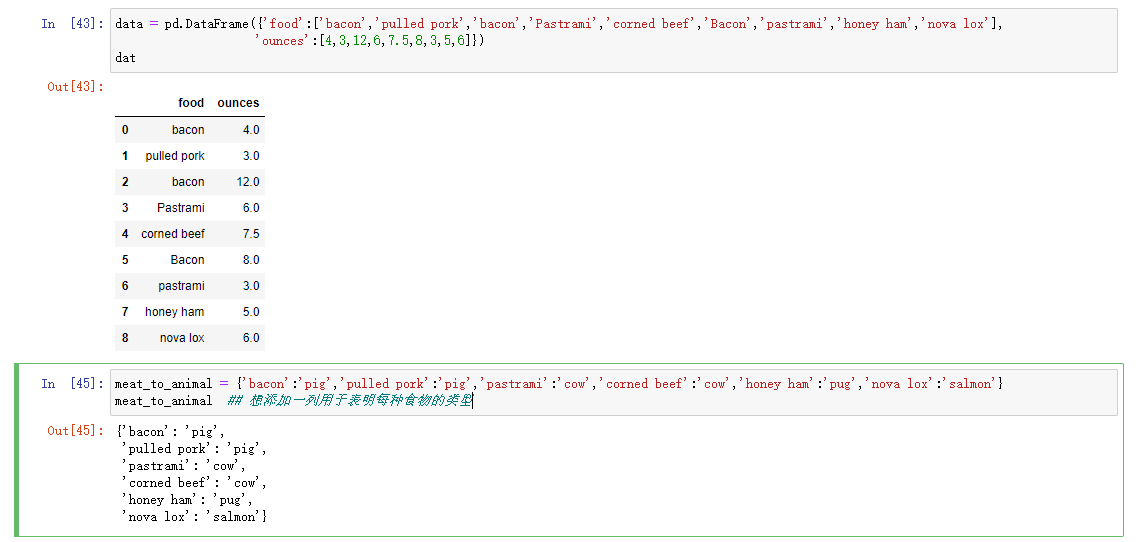 In [43]: data = pd.DataFrame({'food':['bacon','pulled pork','bacon','Pastrami','corned beef','Bacon','pastrami','honey ham','nova lox'],
'ounces':[4,3,12,6,7.5,8,3,5,6]})
dat
Out[43]:
food ounces
0 bacon 4.0
1 pulled pork 3.0
2 bacon 12.0
3 Pastrami 6.0
4 corned beef 7.5
5 Bacon 8.0
6 pastrami 3.0
7 honey ham 5.0
8 nova lox 6.0
In [45]: meat_to_animal = {'bacon':'pig','pulled pork':'pig','pastrami':'cow','corned beef':'cow','honey ham':'pug','nova lox':'salmon'}
meat_to_animal ## 想添加一列用于表明每种食物的类型
Out[45]: {'bacon': 'pig',
'pulled pork': 'pig',
'pastrami': 'cow',
'corned beef': 'cow',
'honey ham': 'pug',
'nova lox': 'salmon'}